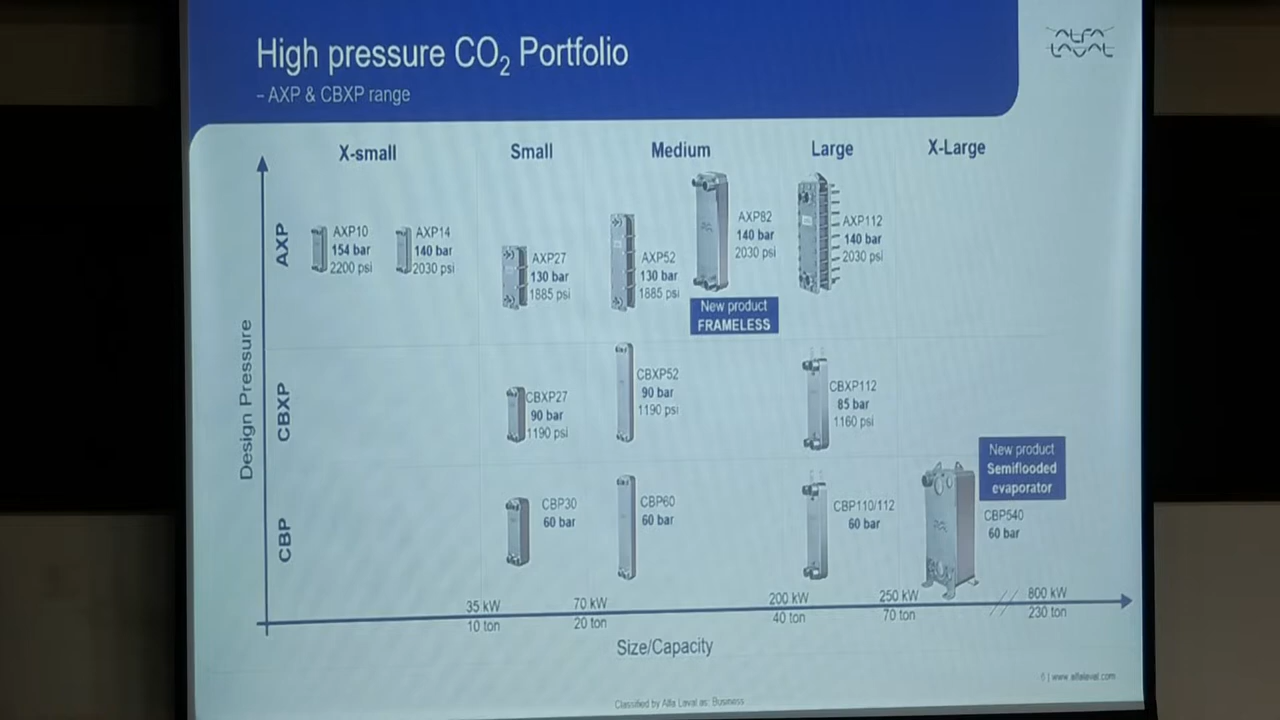 High pressure CO₂ Portfolio
– AXP & CBXP range
ALFA
LAVAL
X-small
Small
Medium
Large
X-Large
Design Pressure
AXP
AXP10
154 bar
2200 psi
AXP14
140 bar
2030 psi
AXP27
130 bar
1885 psi
AXP52
130 bar
1885 psi
AXP82
140 bar
2030 psi
New product
FRAMELESS
AXP112
140 bar
2030 psi
CBXP
CBXP27
90 bar
1190 psi
CBXP52
90 bar
1190 psi
CBXP112
85 bar
1160 psi
CBP
CBP30
60 bar
CBP60
60 bar
CBP110/112
60 bar
New product
Semiflooded
evaporator
CBP540
60 bar
35 kW
10 ton
70 kW
20 ton
200 kW
40 ton
250 kW
70 ton
800 kW
230 ton
Size/Capacity
6 | www.alfalaval.com
Classified by Alfa Laval as: Business